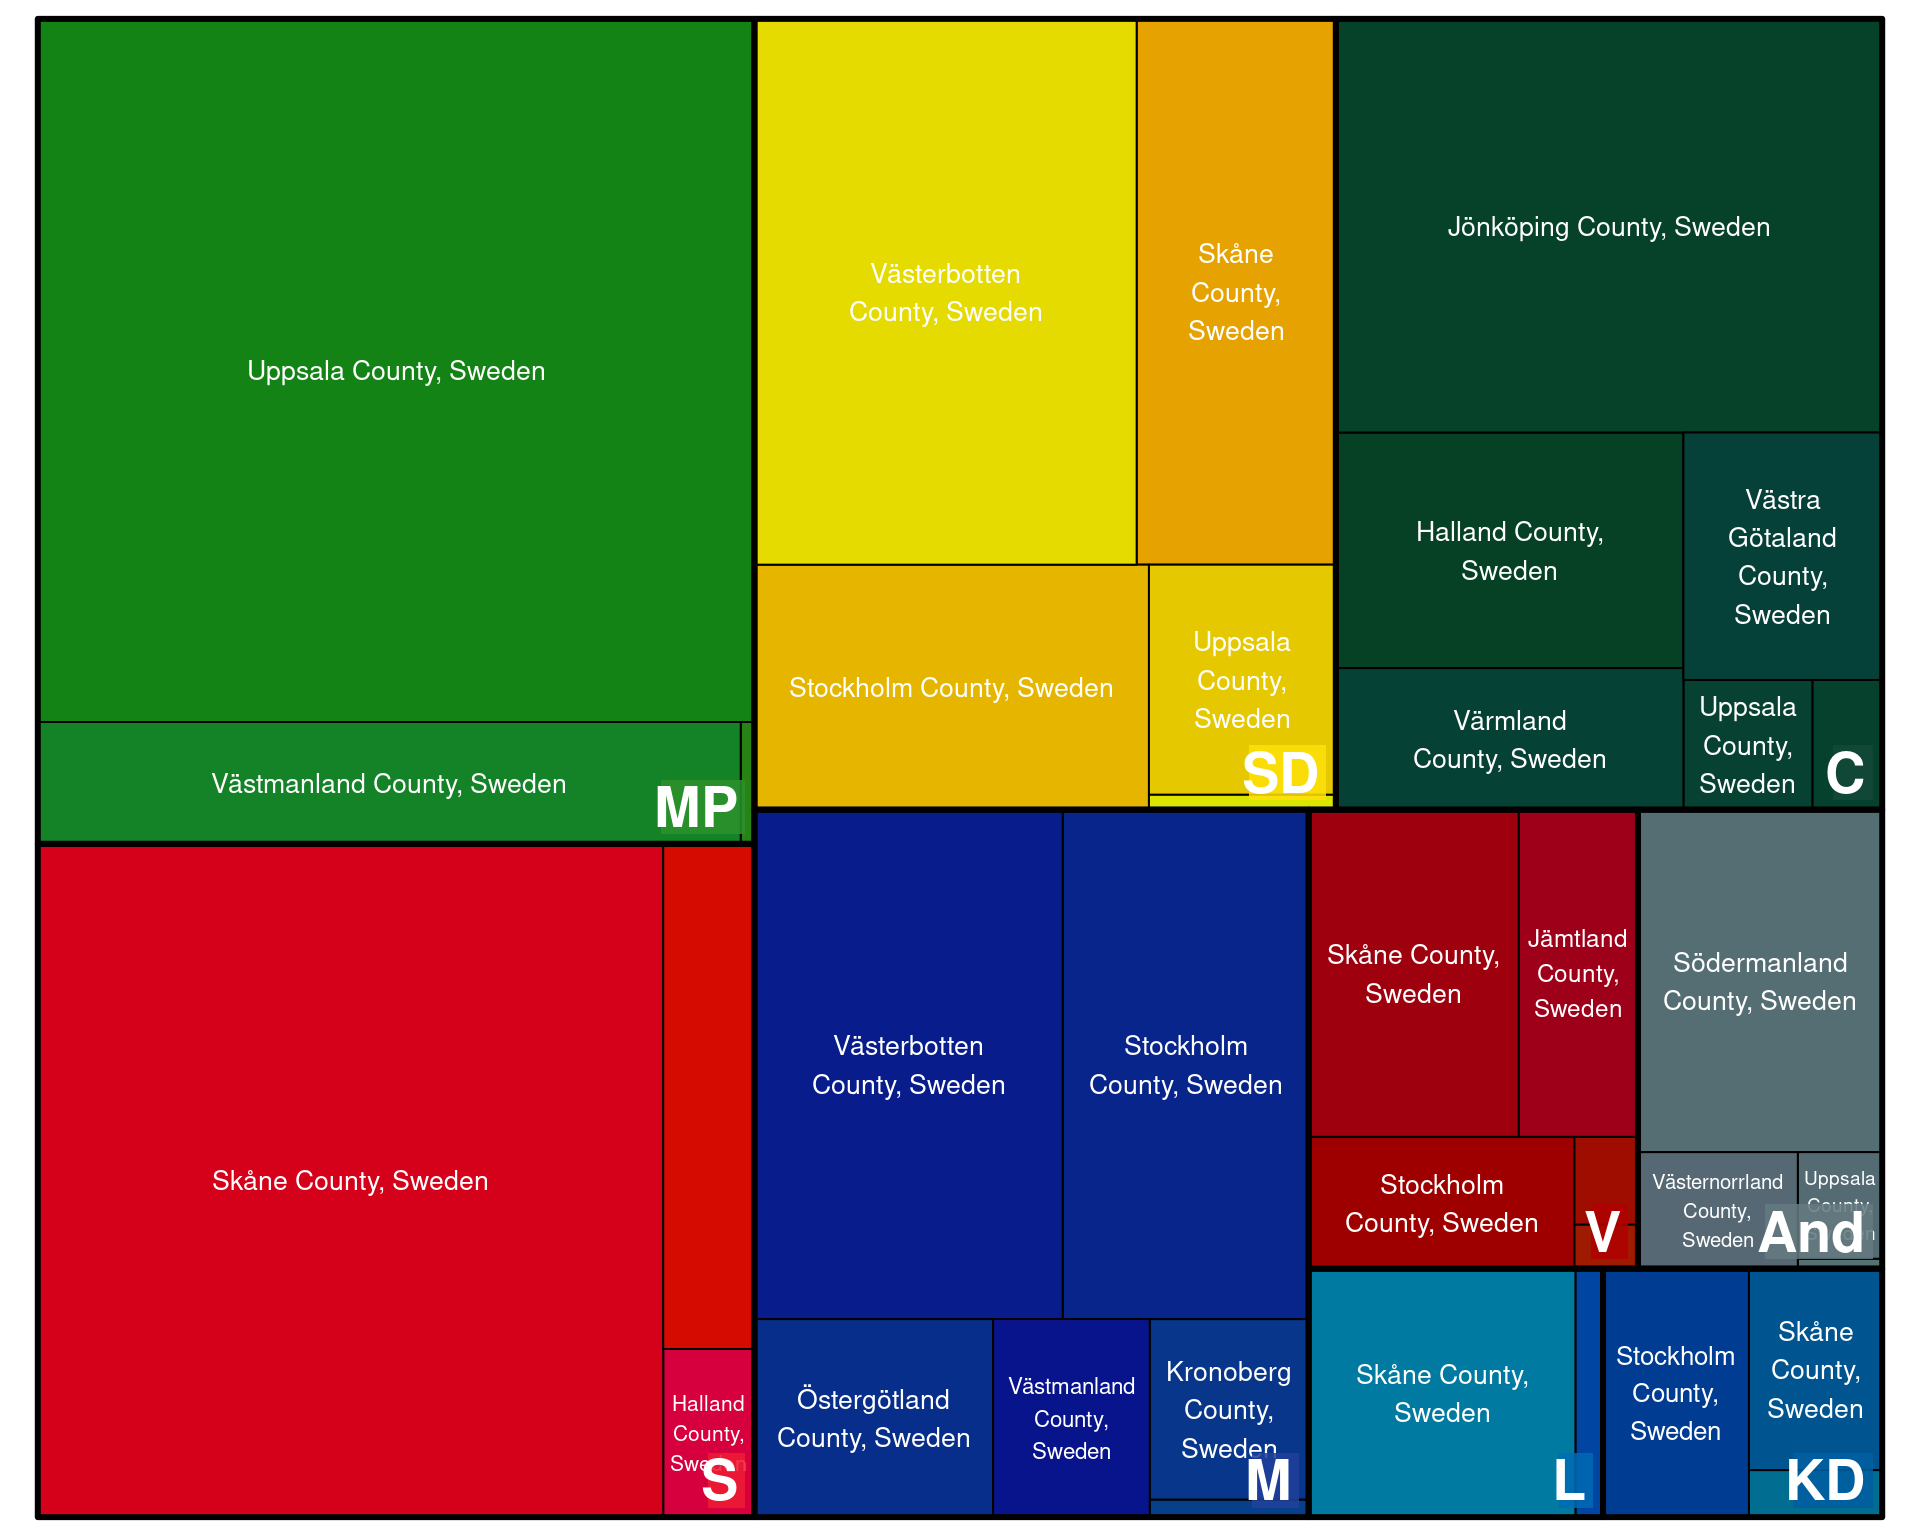 Uppsala County, Sweden
Västmanland County, Sweden
MP
Västerbotten
County, Sweden
Skåne
County,
Sweden
Stockholm County, Sweden
Uppsala
County,
Sweden
SD
Jönköping County, Sweden
Halland County,
Sweden
Västra
Götaland
County,
Sweden
Värmland
County, Sweden
Uppsala
County,
Sweden
C
Skåne County, Sweden
Halland
County,
Sweden
S
Västerbotten
County, Sweden
Stockholm
County, Sweden
Östergötland
County, Sweden
Västmanland
County,
Sweden
Kronoberg
County,
Sweden
M
Skåne County,
Sweden
Jämtland
County,
Sweden
Stockholm
County, Sweden
V
Södermanland
County, Sweden
Västernorrland
County,
Sweden
Uppsala
County,
Sweden
And
Skåne County,
Sweden
L
Stockholm
County,
Sweden
Skåne
County,
Sweden
KD